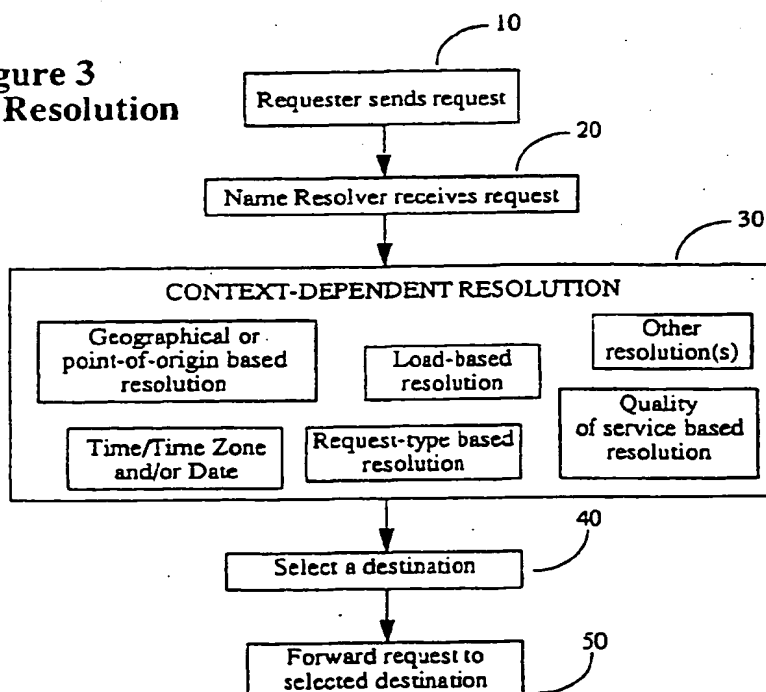 gure 3
Resolution
10
Requester sends request
20
Name Resolver receives request
30
CONTEXT-DEPENDENT RESOLUTION
Geographical or
point-of-origin based
resolution
Load-based
resolution
Other
resolution(s)
Time/Time Zone
and/or Date
Request-type based
resolution
Quality
of service based
resolution
40
Select a destination
50
Forward request to
selected destination